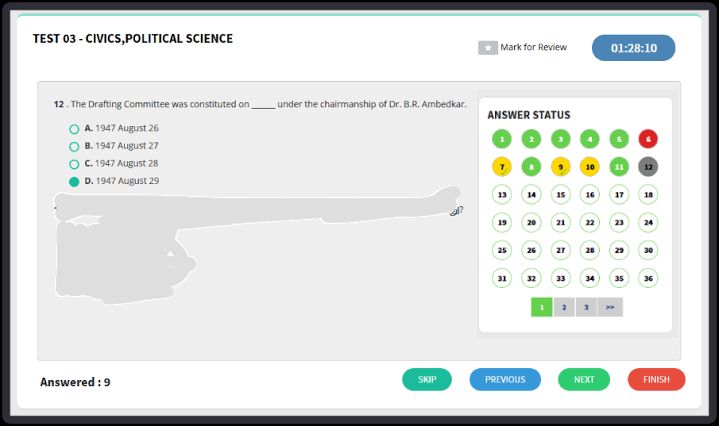 TEST 03 - CIVICS,POLITICAL SCIENCE
Mark for Review
01:28:10
12 . The Drafting Committee was constituted on _____ under the chairmanship of Dr. B.R. Ambedkar.
A. 1947 August 26
B. 1947 August 27
C. 1947 August 28
D. 1947 August 29
ANSWER STATUS
1 2 3 4 5 6
7 8 9 10 11 12
13 14 15 16 17 18
19 20 21 22 23 24
25 26 27 28 29 30
31 32 33 34 35 36
1 2 3 >>
Answered : 9
SKIP
PREVIOUS
NEXT
FINISH